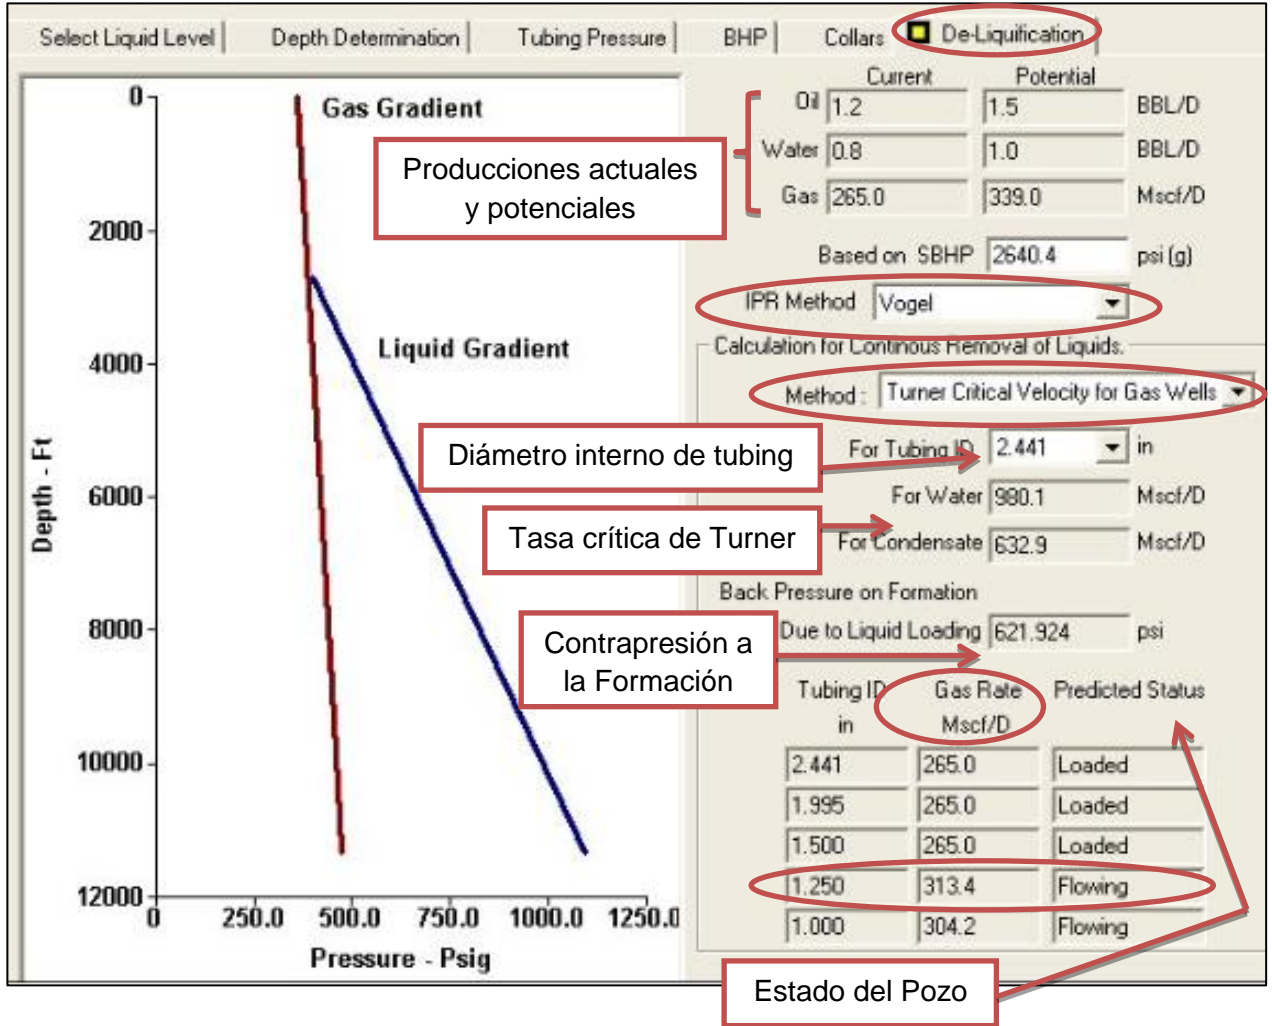 Select Liquid Level
Depth Determination
Tubing Pressure
BHP
Collars
De-Liquification
0
2000
4000
6000
8000
10000
12000
Depth - Ft
Gas Gradient
Liquid Gradient
0
250.0
500.0
750.0
1000.0
1250.0
Pressure - Psig
Producciones actuales
y potenciales
Current Potential
Oil 1.2 1.5 BBL/D
Water 0.8 1.0 BBL/D
Gas 265.0 339.0 Mscf/D
Based on SBHP 2640.4 psi (g)
IPR Method Vogel
Calculation for Continous Removal of Liquids.
Method : Turner Critical Velocity for Gas Wells
Diámetro interno de tubing
For Tubing ID 2.441 in
For Water 980.1 Mscf/D
Tasa crítica de Turner
For Condensate 632.9 Mscf/D
Back Pressure on Formation
Due to Liquid Loading 621.924 psi
Contrapresión a
la Formación
Tubing ID Gas Rate Predicted Status
in Mscf/D
2.441 265.0 Loaded
1.995 265.0 Loaded
1.500 265.0 Loaded
1.250 313.4 Flowing
1.000 304.2 Flowing
Estado del Pozo